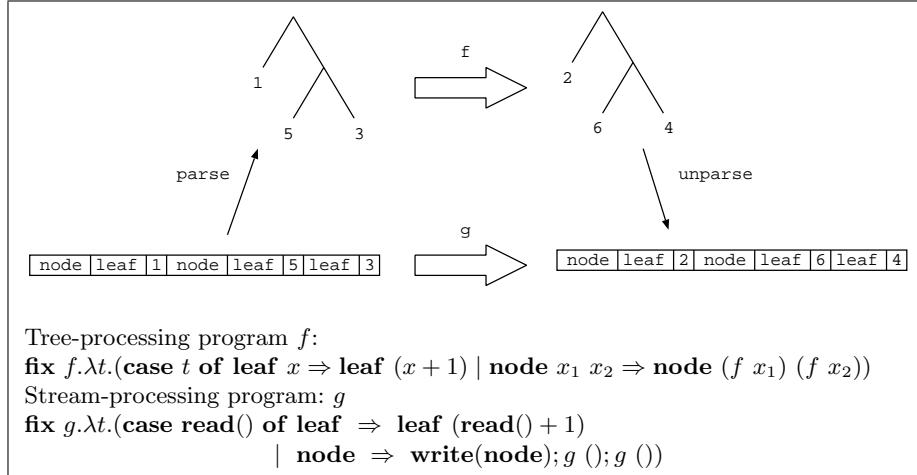 f
1
2
5 3
6 4
parse
unparse
g
node leaf 1 node leaf 5 leaf 3
node leaf 2 node leaf 6 leaf 4
Tree-processing program f:
fix f.λt.(case t of leaf x ⇒ leaf (x + 1) | node x₁ x₂ ⇒ node (f x₁) (f x₂))
Stream-processing program: g
fix g.λt.(case read() of leaf ⇒ leaf (read() + 1)
| node ⇒ write(node); g (); g ())